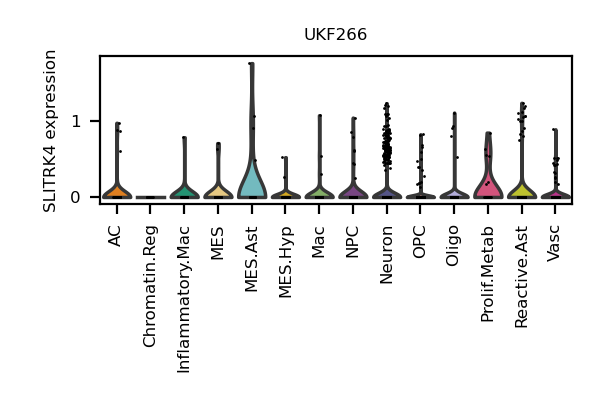 UKF266
SLITRK4 expression
1
0
AC
Chromatin.Reg
Inflammatory.Mac
MES
MES.Ast
MES.Hyp
Mac
NPC
Neuron
OPC
Oligo
Prolif.Metab
Reactive.Ast
Vasc